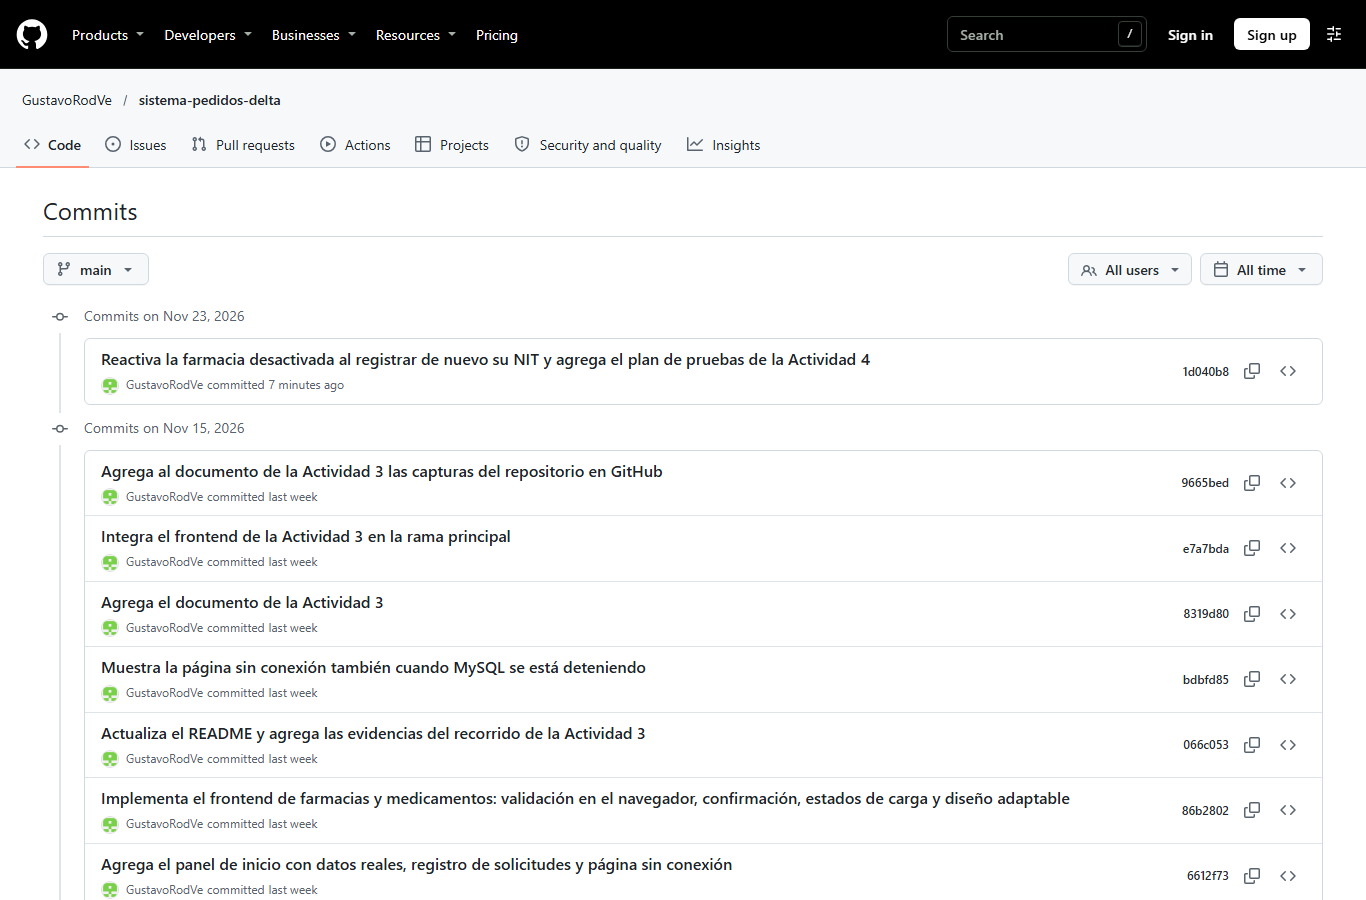 Products
Developers
Businesses
Resources
Pricing
Search
/
Sign in
Sign up
GustavoRodVe / sistema-pedidos-delta
Code
Issues
Pull requests
Actions
Projects
Security and quality
Insights
Commits
main
All users
All time
Commits on Nov 23, 2026
Reactiva la farmacia desactivada al registrar de nuevo su NIT y agrega el plan de pruebas de la Actividad 4
GustavoRodVe committed 7 minutes ago
1d040b8
Commits on Nov 15, 2026
Agrega al documento de la Actividad 3 las capturas del repositorio en GitHub
GustavoRodVe committed last week
9665bed
Integra el frontend de la Actividad 3 en la rama principal
GustavoRodVe committed last week
e7a7bda
Agrega el documento de la Actividad 3
GustavoRodVe committed last week
8319d80
Muestra la página sin conexión también cuando MySQL se está deteniendo
GustavoRodVe committed last week
bdbfd85
Actualiza el README y agrega las evidencias del recorrido de la Actividad 3
GustavoRodVe committed last week
066c053
Implementa el frontend de farmacias y medicamentos: validación en el navegador, confirmación, estados de carga y diseño adaptable
GustavoRodVe committed last week
86b2802
Agrega el panel de inicio con datos reales, registro de solicitudes y página sin conexión
GustavoRodVe committed last week
6612f73